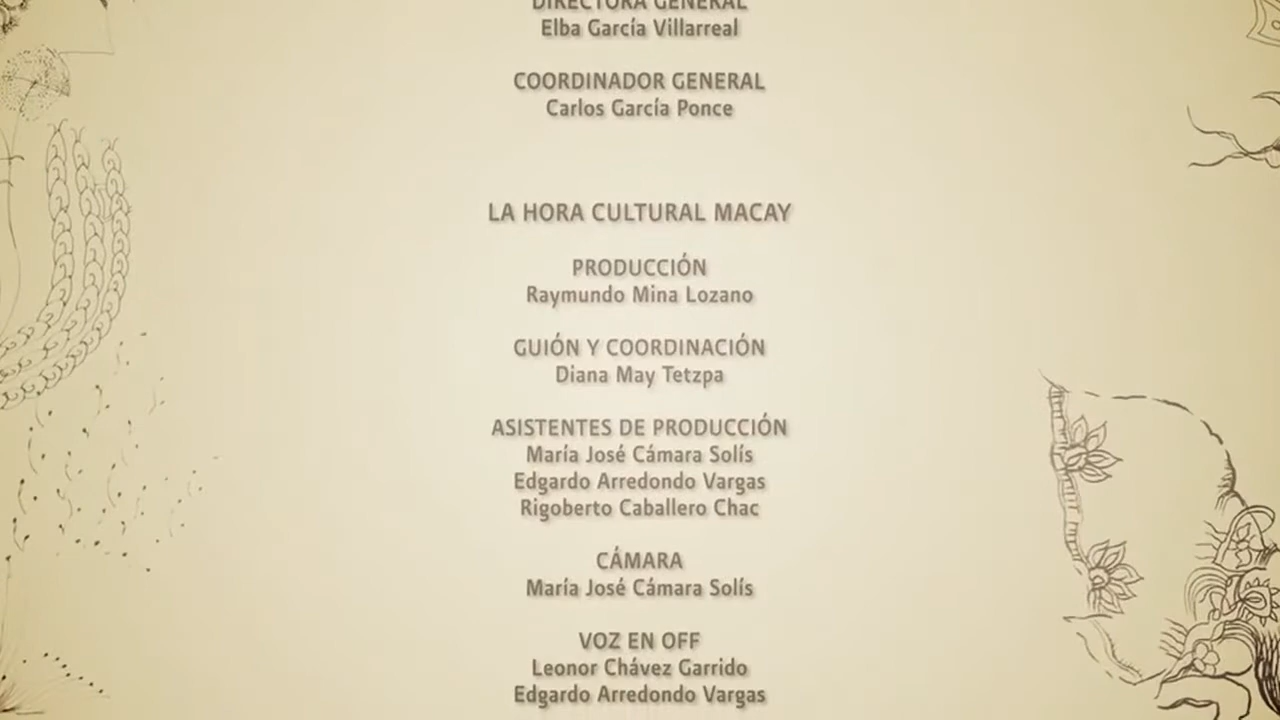 DIRECTORA GENERAL
Elba García Villarreal
COORDINADOR GENERAL
Carlos García Ponce
LA HORA CULTURAL MACAY
PRODUCCIÓN
Raymundo Mina Lozano
GUIÓN Y COORDINACIÓN
Diana May Tetzpa
ASISTENTES DE PRODUCCIÓN
María José Cámara Solís
Edgardo Arredondo Vargas
Rigoberto Caballero Chac
CÁMARA
María José Cámara Solís
VOZ EN OFF
Leonor Chávez Garrido
Edgardo Arredondo Vargas